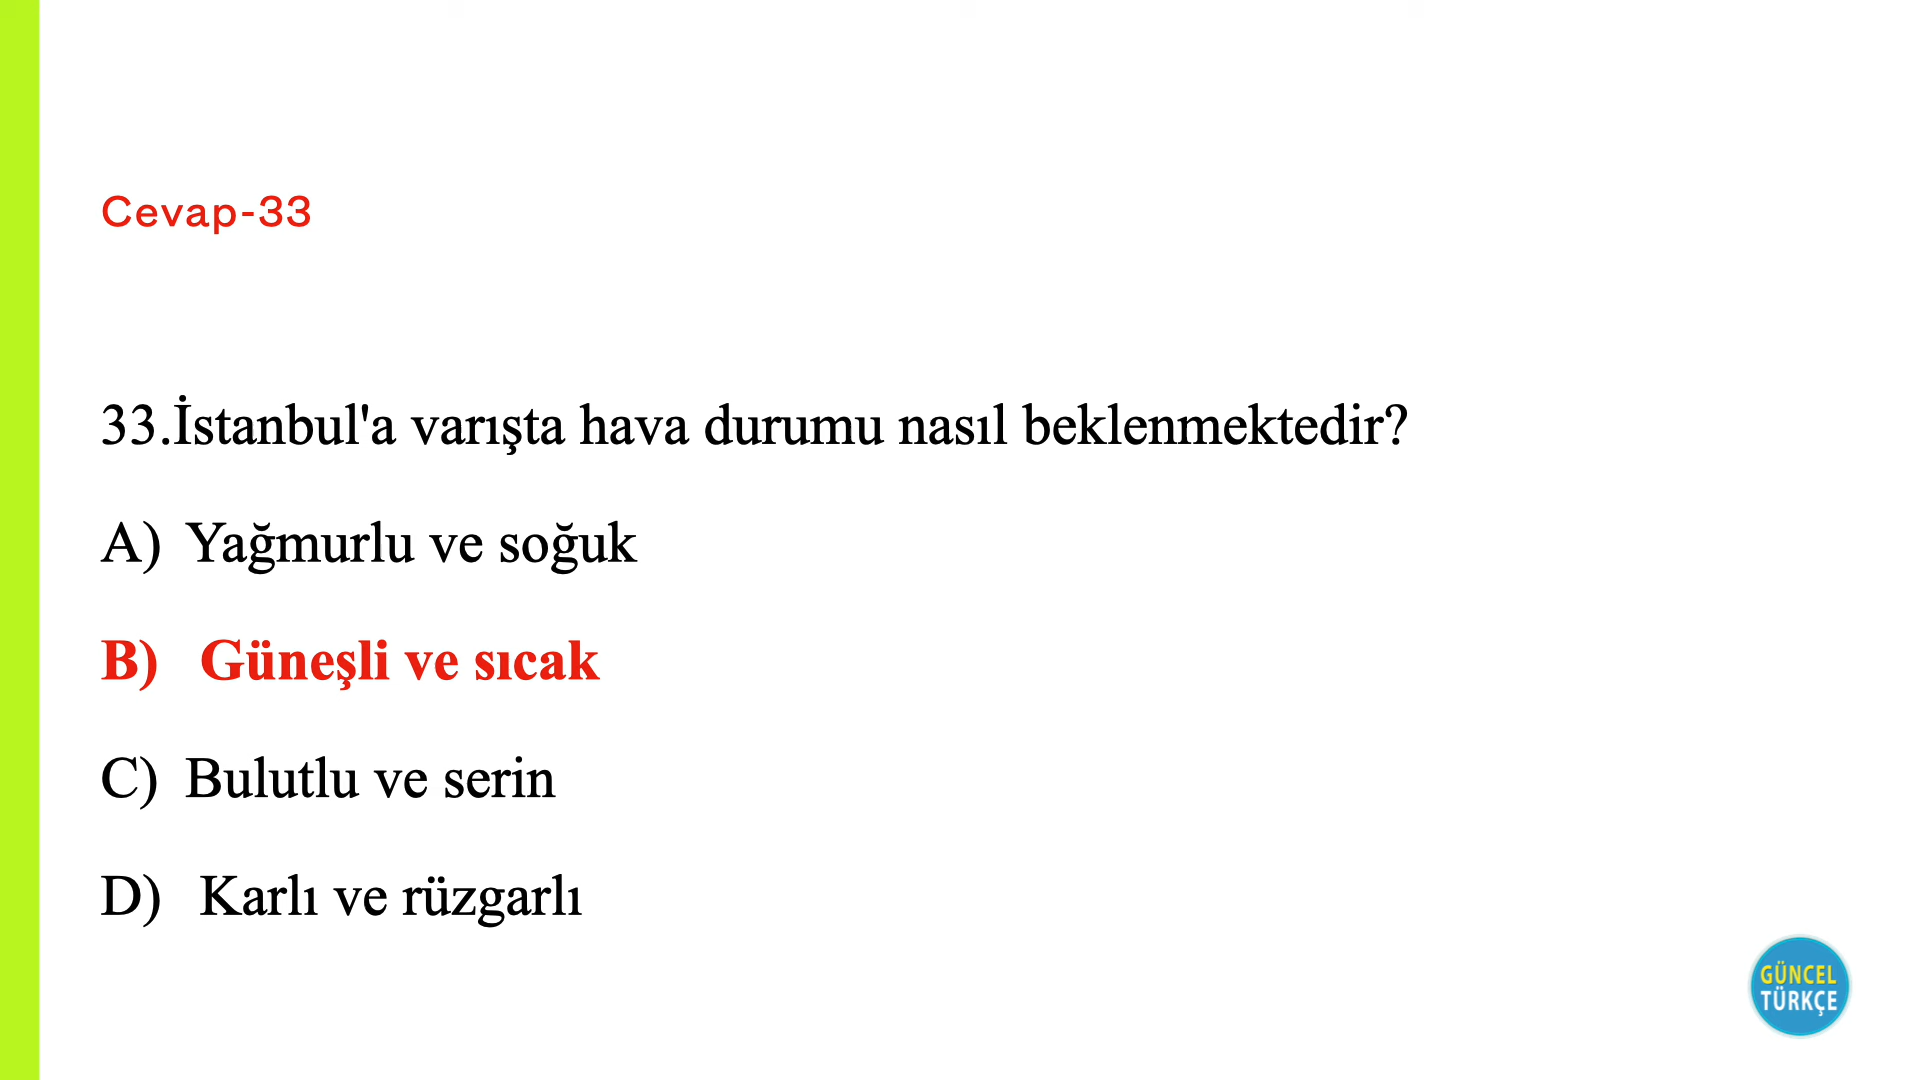 Cevap-33
33.İstanbul'a varışta hava durumu nasıl beklenmektedir?
A) Yağmurlu ve soğuk
B) Güneşli ve sıcak
C) Bulutlu ve serin
D) Karlı ve rüzgarlı
GÜNCEL
TÜRKÇE